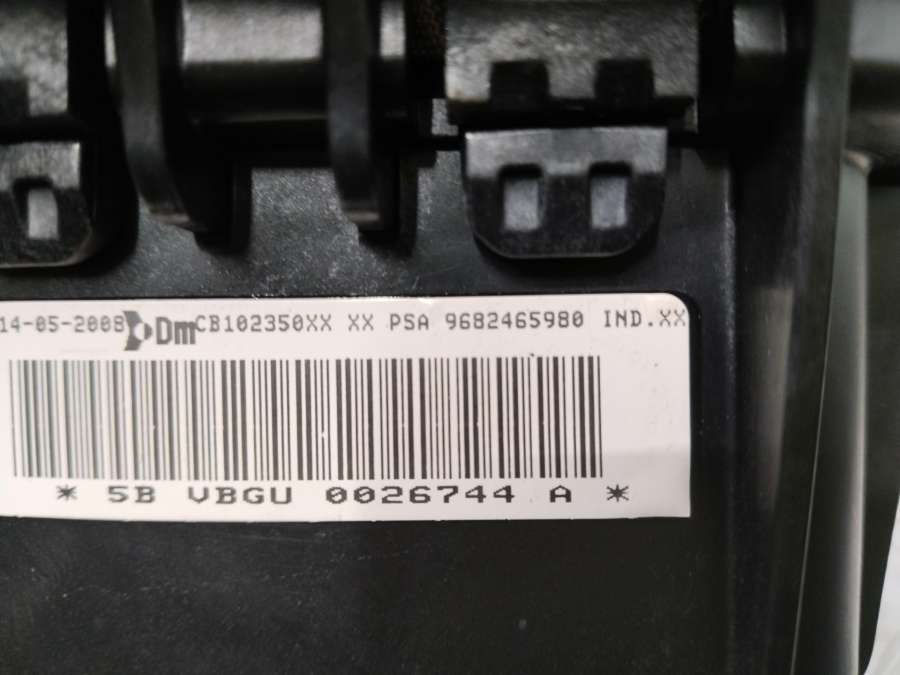 14-05-2008 Dm CB102350XX XX PSA 9682465980 IND.XX
* 5B VBGU 0026744 A *